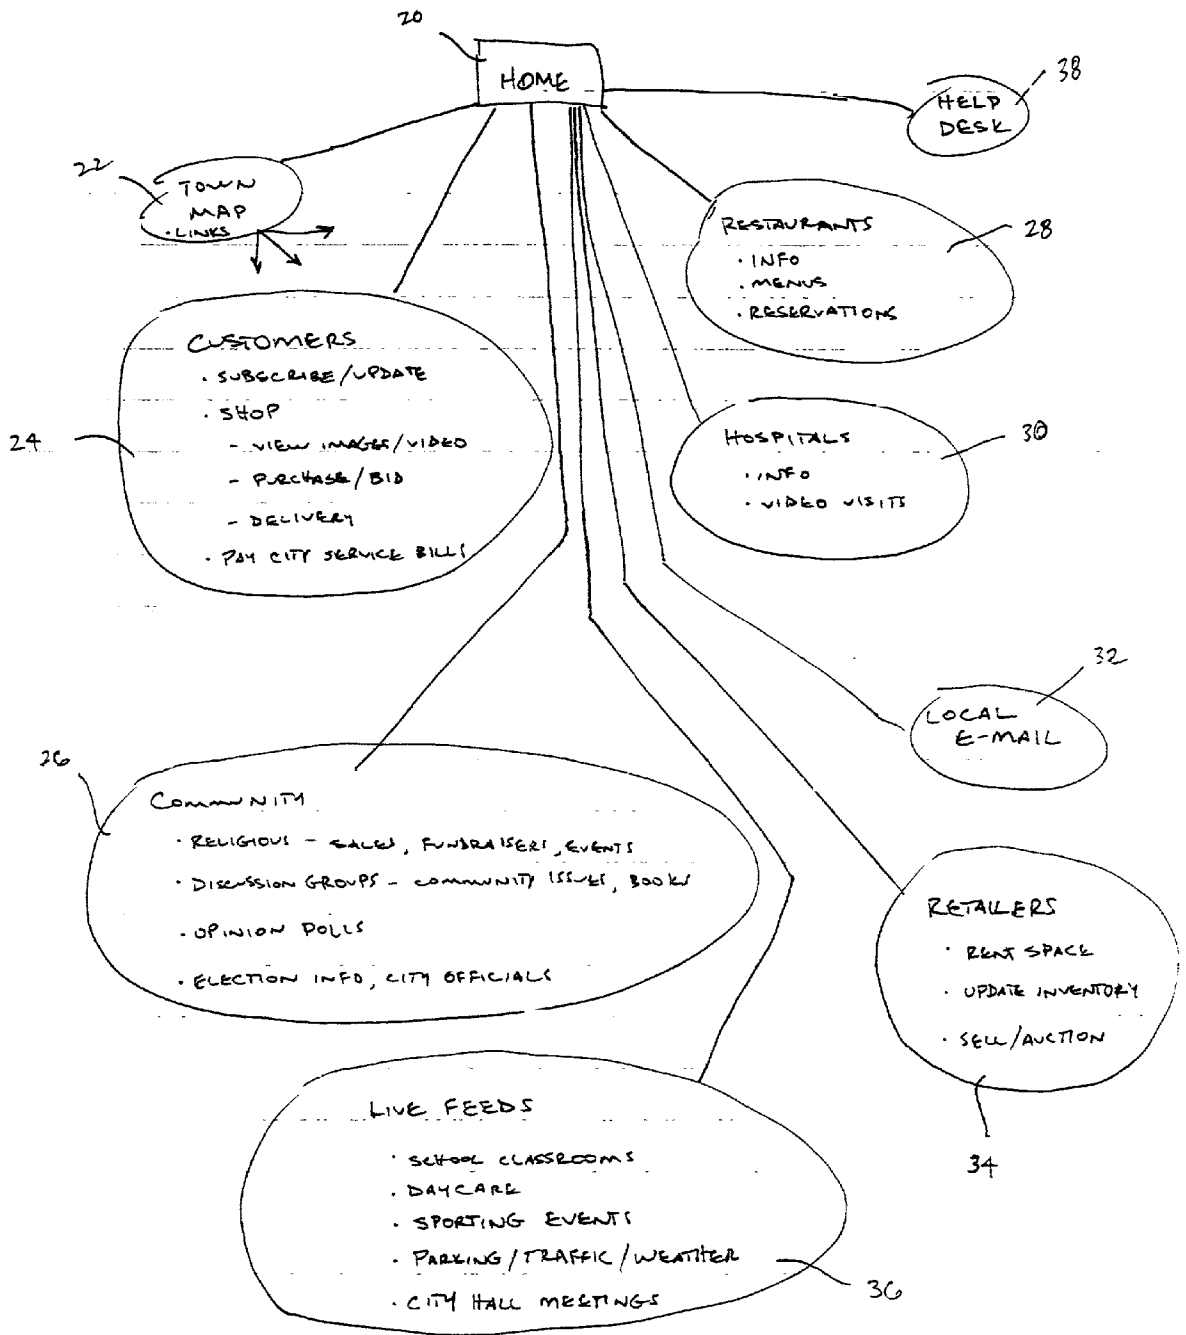 20
HOME
38
HELP
DESK
22
TOWN
MAP
· LINKS
28
RESTAURANTS
· INFO
· MENUS
· RESERVATIONS
CUSTOMERS
· SUBSCRIBE/UPDATE
· SHOP
- VIEW IMAGES/VIDEO
- PURCHASE/BID
- DELIVERY
· PAY CITY SERVICE BILLS
24
30
HOSPITALS
· INFO
· VIDEO VISITS
32
LOCAL
E-MAIL
26
COMMUNITY
· RELIGIOUS - SALES, FUNDRAISERS, EVENTS
· DISCUSSION GROUPS - COMMUNITY ISSUES, BOOKS
· OPINION POLLS
· ELECTION INFO, CITY OFFICIALS
RETAILERS
· RENT SPACE
· UPDATE INVENTORY
· SELL/AUCTION
34
LIVE FEEDS
· SCHOOL CLASSROOMS
· DAYCARE
· SPORTING EVENTS
· PARKING/TRAFFIC/WEATHER
· CITY HALL MEETINGS
36